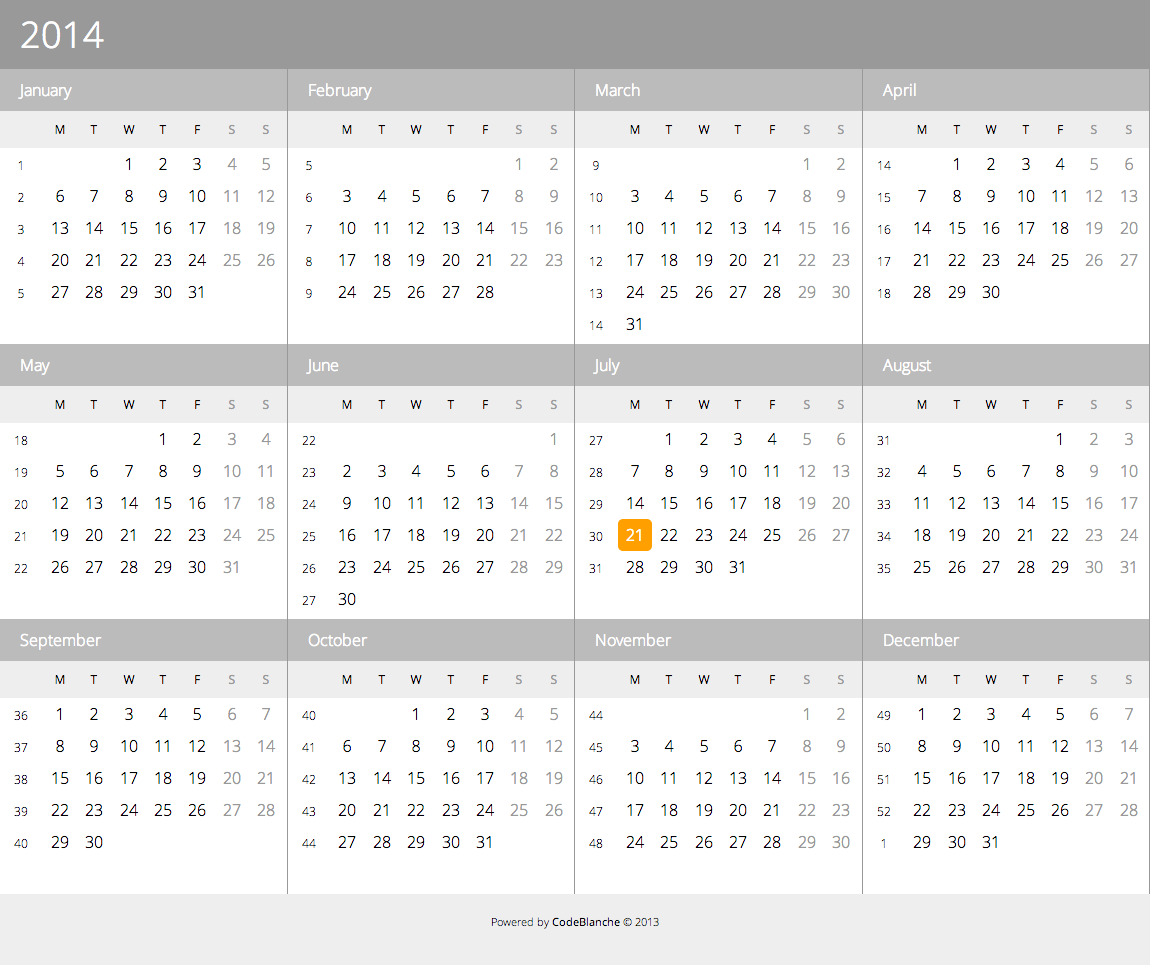 2014
January February March April
M T W T F S S M T W T F S S M T W T F S S M T W T F S S
1 1 2 3 4 5 5 1 2 9 1 2 14 1 2 3 4 5 6
2 6 7 8 9 10 11 12 6 3 4 5 6 7 8 9 10 3 4 5 6 7 8 9 15 7 8 9 10 11 12 13
3 13 14 15 16 17 18 19 7 10 11 12 13 14 15 16 11 10 11 12 13 14 15 16 16 14 15 16 17 18 19 20
4 20 21 22 23 24 25 26 8 17 18 19 20 21 22 23 12 17 18 19 20 21 22 23 17 21 22 23 24 25 26 27
5 27 28 29 30 31 9 24 25 26 27 28 13 24 25 26 27 28 29 30 18 28 29 30
14 31
May June July August
M T W T F S S M T W T F S S M T W T F S S M T W T F S S
18 1 2 3 4 22 1 27 1 2 3 4 5 6 31 1 2 3
19 5 6 7 8 9 10 11 23 2 3 4 5 6 7 8 28 7 8 9 10 11 12 13 32 4 5 6 7 8 9 10
20 12 13 14 15 16 17 18 24 9 10 11 12 13 14 15 29 14 15 16 17 18 19 20 33 11 12 13 14 15 16 17
21 19 20 21 22 23 24 25 25 16 17 18 19 20 21 22 30 21 22 23 24 25 26 27 34 18 19 20 21 22 23 24
22 26 27 28 29 30 31 26 23 24 25 26 27 28 29 31 28 29 30 31 35 25 26 27 28 29 30 31
27 30
September October November December
M T W T F S S M T W T F S S M T W T F S S M T W T F S S
36 1 2 3 4 5 6 7 40 1 2 3 4 5 44 1 2 49 1 2 3 4 5 6 7
37 8 9 10 11 12 13 14 41 6 7 8 9 10 11 12 45 3 4 5 6 7 8 9 50 8 9 10 11 12 13 14
38 15 16 17 18 19 20 21 42 13 14 15 16 17 18 19 46 10 11 12 13 14 15 16 51 15 16 17 18 19 20 21
39 22 23 24 25 26 27 28 43 20 21 22 23 24 25 26 47 17 18 19 20 21 22 23 52 22 23 24 25 26 27 28
40 29 30 44 27 28 29 30 31 48 24 25 26 27 28 29 30 1 29 30 31
Powered by CodeBlanche © 2013